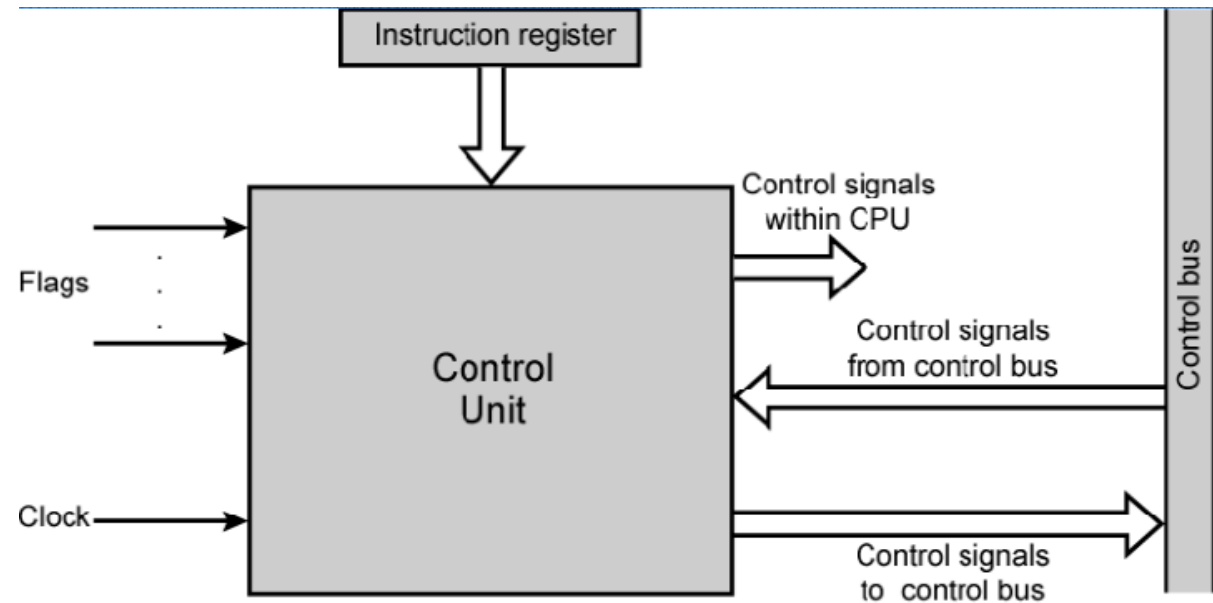 Instruction register
Control signals
within CPU
Flags
Control signals
from control bus
Control
Unit
Control bus
Clock
Control signals
to control bus